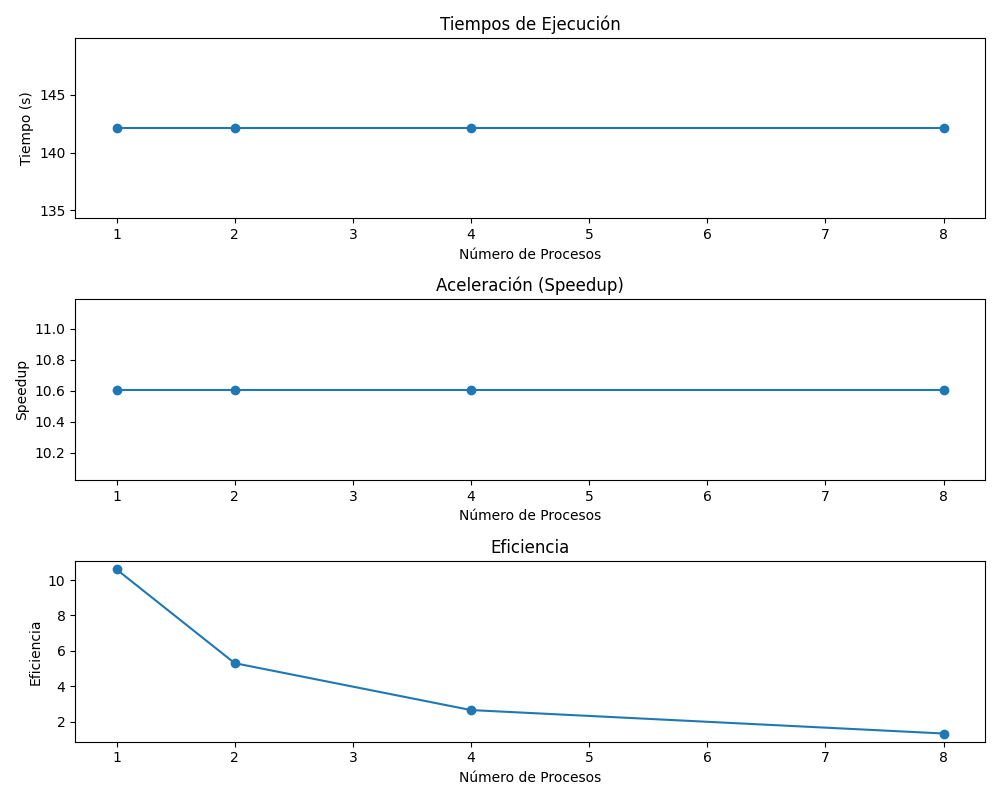 Tiempos de Ejecución
145
140
135
Tiempo (s)
1 2 3 4 5 6 7 8
Número de Procesos
Aceleración (Speedup)
11.0
10.8
10.6
10.4
10.2
Speedup
1 2 3 4 5 6 7 8
Número de Procesos
Eficiencia
10
8
6
4
2
Eficiencia
1 2 3 4 5 6 7 8
Número de Procesos